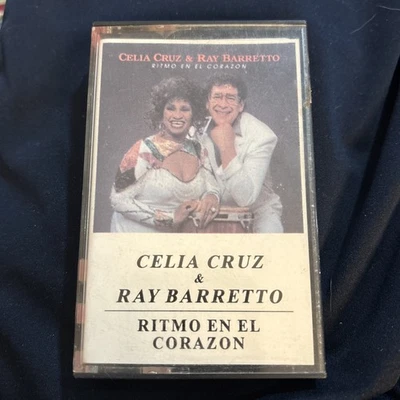 CELIA CRUZ & RAY BARRETTO
RITMO EN EL CORAZON
CELIA CRUZ
&
RAY BARRETTO
RITMO EN EL
CORAZON